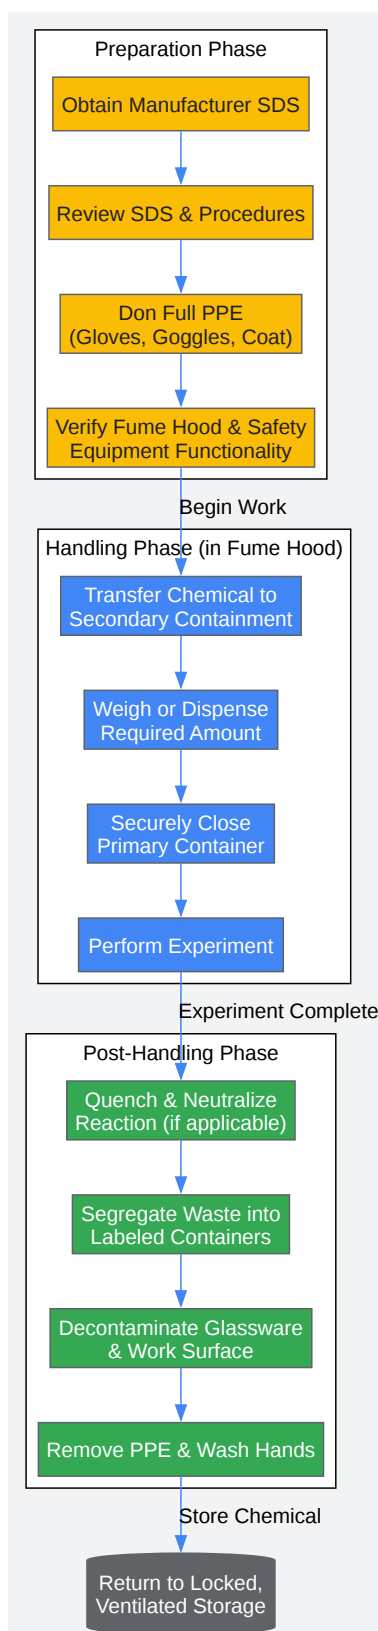 Preparation Phase
Obtain Manufacturer SDS
Review SDS & Procedures
Don Full PPE
(Gloves, Goggles, Coat)
Verify Fume Hood & Safety
Equipment Functionality
Begin Work
Handling Phase (in Fume Hood)
Transfer Chemical to
Secondary Containment
Weigh or Dispense
Required Amount
Securely Close
Primary Container
Perform Experiment
Experiment Complete
Post-Handling Phase
Quench & Neutralize
Reaction (if applicable)
Segregate Waste into
Labeled Containers
Decontaminate Glassware
& Work Surface
Remove PPE & Wash Hands
Store Chemical
Return to Locked,
Ventilated Storage